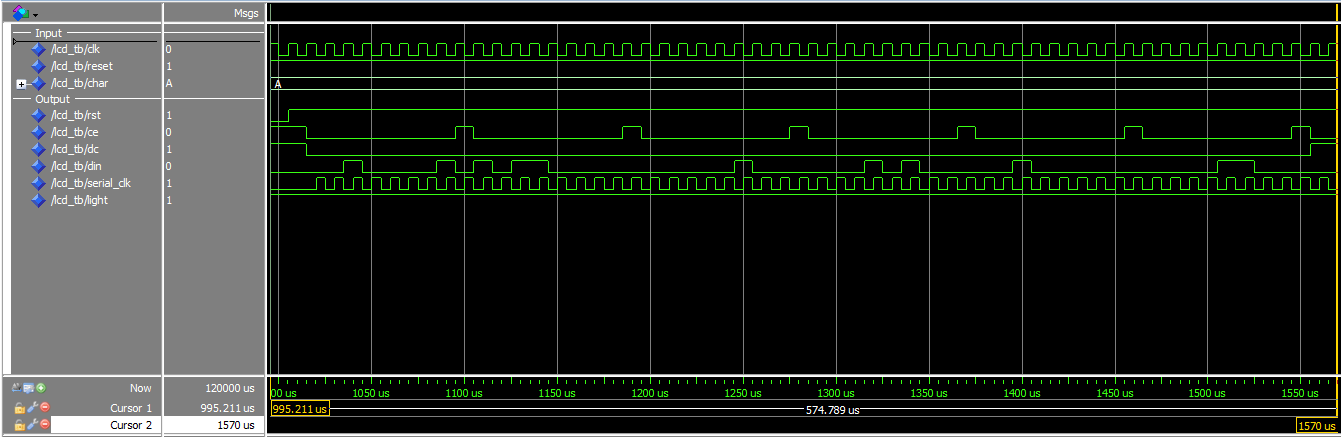 Msgs
Input
/lcd_tb/clk 0
/lcd_tb/reset 1
/lcd_tb/char A A
Output
/lcd_tb/rst 1
/lcd_tb/ce 0
/lcd_tb/dc 1
/lcd_tb/din 0
/lcd_tb/serial_clk 1
/lcd_tb/light 1
Now 120000 us 00 us 1050 us 1100 us 1150 us 1200 us 1250 us 1300 us 1350 us 1400 us 1450 us 1500 us 1550 us
Cursor 1 995.211 us 995.211 us 574.789 us
Cursor 2 1570 us 1570 us